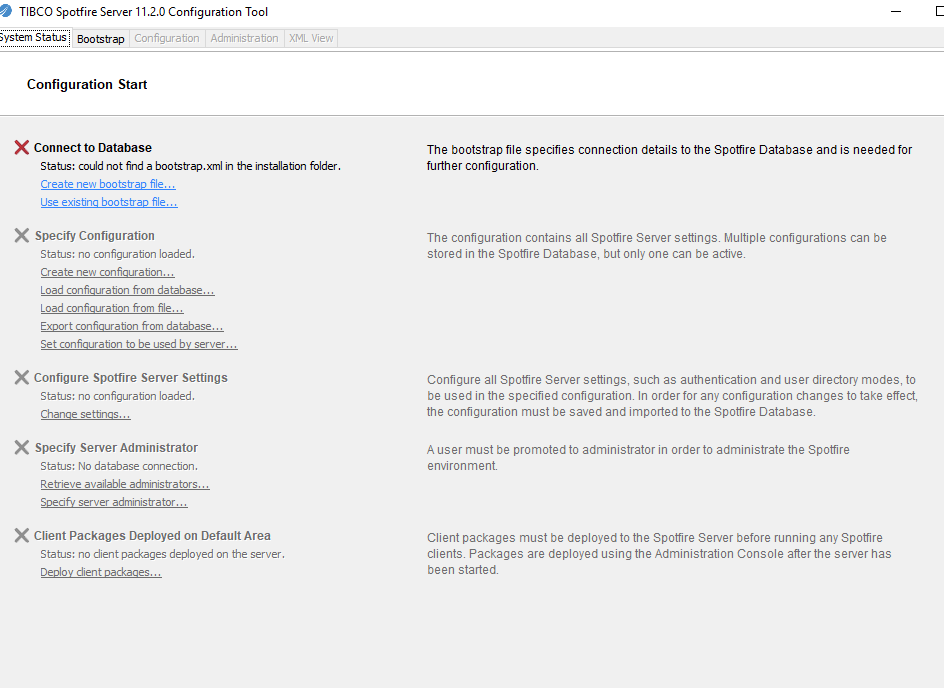 TIBCO Spotfire Server 11.2.0 Configuration Tool
System Status Bootstrap Configuration Administration XML View
Configuration Start
Connect to Database
Status: could not find a bootstrap.xml in the installation folder.
Create new bootstrap file...
Use existing bootstrap file...
The bootstrap file specifies connection details to the Spotfire Database and is needed for
further configuration.
Specify Configuration
Status: no configuration loaded.
Create new configuration...
Load configuration from database...
Load configuration from file...
Export configuration from database...
Set configuration to be used by server...
The configuration contains all Spotfire Server settings. Multiple configurations can be
stored in the Spotfire Database, but only one can be active.
Configure Spotfire Server Settings
Status: no configuration loaded.
Change settings...
Configure all Spotfire Server settings, such as authentication and user directory modes, to
be used in the specified configuration. In order for any configuration changes to take effect,
the configuration must be saved and imported to the Spotfire Database.
Specify Server Administrator
Status: No database connection.
Retrieve available administrators...
Specify server administrator...
A user must be promoted to administrator in order to administrate the Spotfire
environment.
Client Packages Deployed on Default Area
Status: no client packages deployed on the server.
Deploy client packages...
Client packages must be deployed to the Spotfire Server before running any Spotfire
clients. Packages are deployed using the Administration Console after the server has
been started.